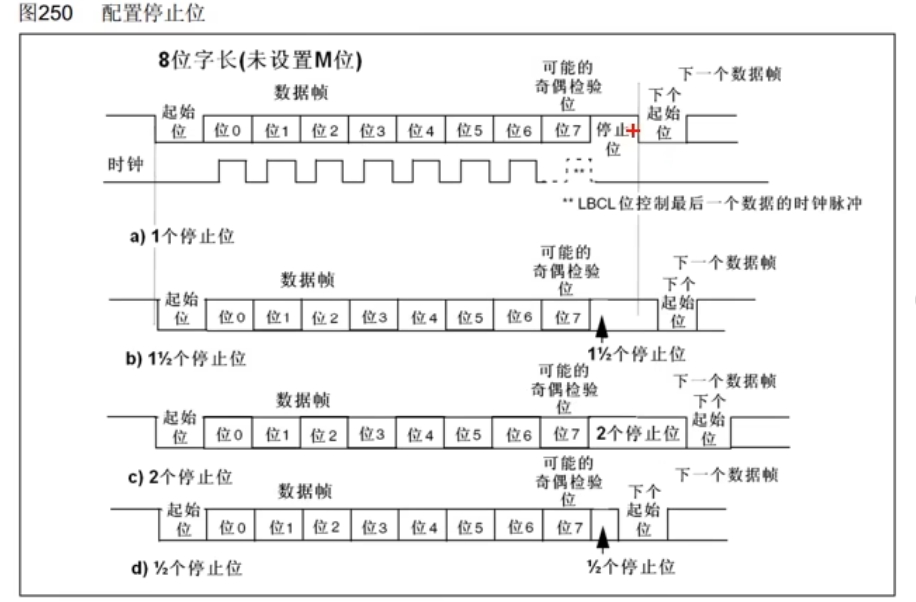 图250 配置停止位
8位字长(未设置M位)
数据帧
可能的
奇偶检验
位
下一个数据帧
起始
位
位0
位1
位2
位3
位4
位5
位6
位7
停止
位
下个
起始
位
时钟
**
** LBCL位控制最后一个数据的时钟脉冲
a) 1个停止位
数据帧
可能的
奇偶检验
位
下一个数据帧
起始
位
位0
位1
位2
位3
位4
位5
位6
位7
下个
起始
位
b) 1½个停止位
1½个停止位
数据帧
可能的
奇偶检验
位
下一个数据帧
起始
位
位0
位1
位2
位3
位4
位5
位6
位7
2个停止位
下个
起始
位
c) 2个停止位
数据帧
可能的
奇偶检验
位
下一个数据帧
起始
位
位0
位1
位2
位3
位4
位5
位6
位7
下个
起始
位
d) ½个停止位
½个停止位